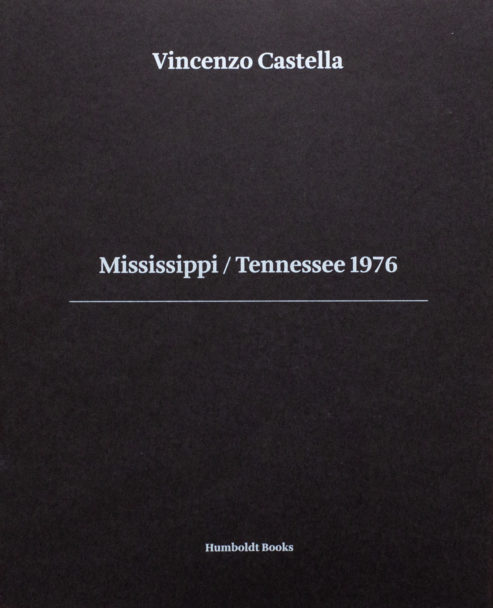 Vincenzo Castella
Mississippi / Tennessee 1976
Humboldt Books